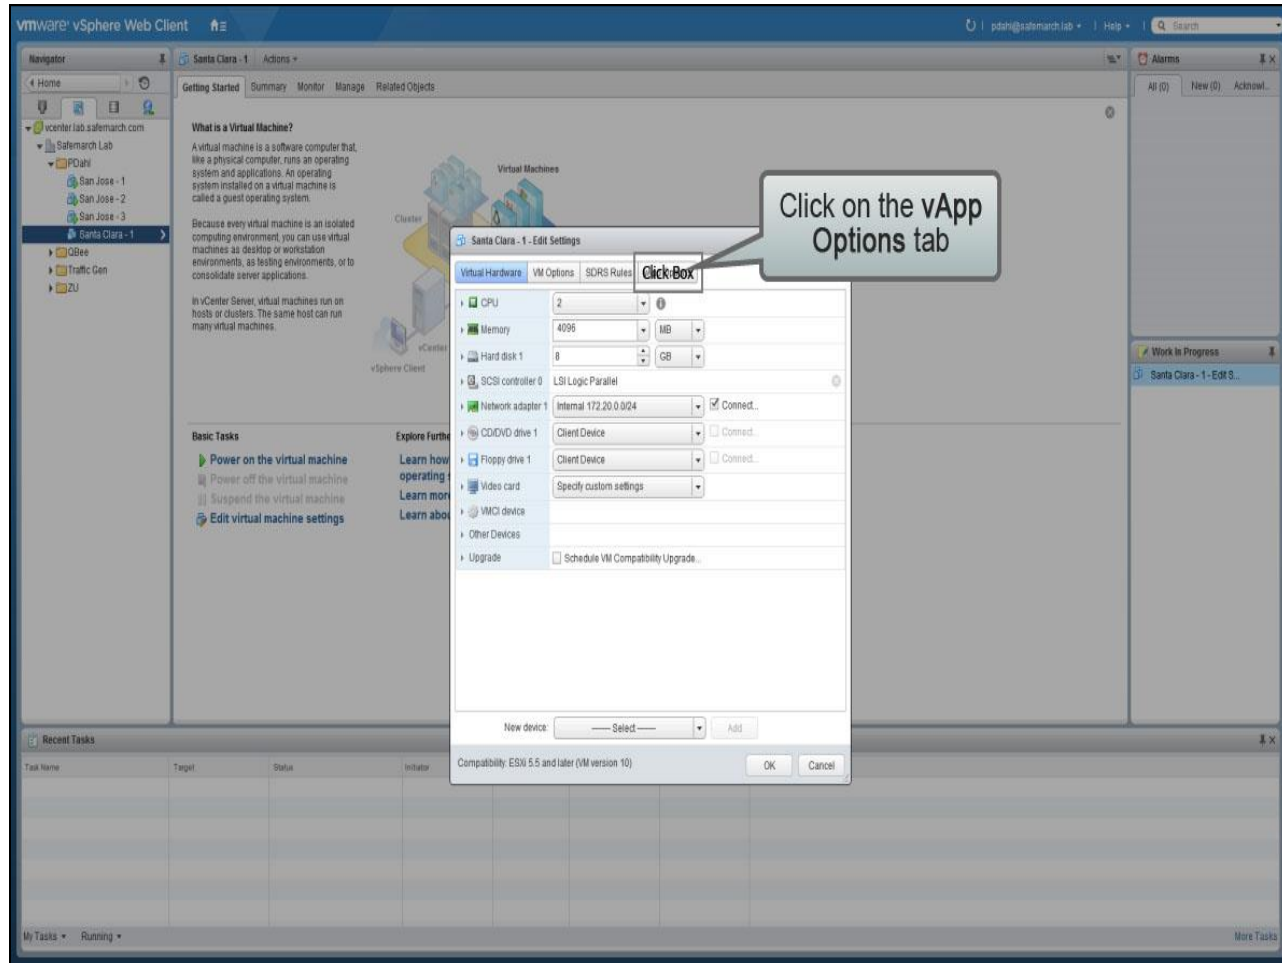 vmware® vSphere Web Client
pdahl@safemarch.lab
Help
Search
Navigator
Home
vcenter.lab.safemarch.com
Safemarch Lab
PDahl
San Jose - 1
San Jose - 2
San Jose - 3
Santa Clara - 1
QBee
Traffic Gen
ZU
Santa Clara - 1 Actions
Getting Started Summary Monitor Manage Related Objects
What is a Virtual Machine?
A virtual machine is a software computer that,
like a physical computer, runs an operating
system and applications. An operating
system installed on a virtual machine is
called a guest operating system.
Because every virtual machine is an isolated
computing environment, you can use virtual
machines as desktop or workstation
environments, as testing environments, or to
consolidate server applications.
In vCenter Server, virtual machines run on
hosts or clusters. The same host can run
many virtual machines.
Virtual Machines
Cluster
vCenter
vSphere Client
Basic Tasks
Power on the virtual machine
Power off the virtual machine
Suspend the virtual machine
Edit virtual machine settings
Explore Furthe
Learn how
operating s
Learn more
Learn abou
Click on the vApp
Options tab
Santa Clara - 1 - Edit Settings
Virtual Hardware VM Options SDRS Rules Click Box
CPU 2
Memory 4096 MB
Hard disk 1 8 GB
SCSI controller 0 LSI Logic Parallel
Network adapter 1 Internal 172.20.0.0/24 Connect...
CD/DVD drive 1 Client Device Connect...
Floppy drive 1 Client Device Connect...
Video card Specify custom settings
VMCI device
Other Devices
Upgrade Schedule VM Compatibility Upgrade...
New device: ------ Select ------ Add
Compatibility: ESXi 5.5 and later (VM version 10) OK Cancel
Alarms
All (0) New (0) Acknowl...
Work In Progress
Santa Clara - 1 - Edit S...
Recent Tasks
Task Name Target Status Initiator
My Tasks Running More Tasks